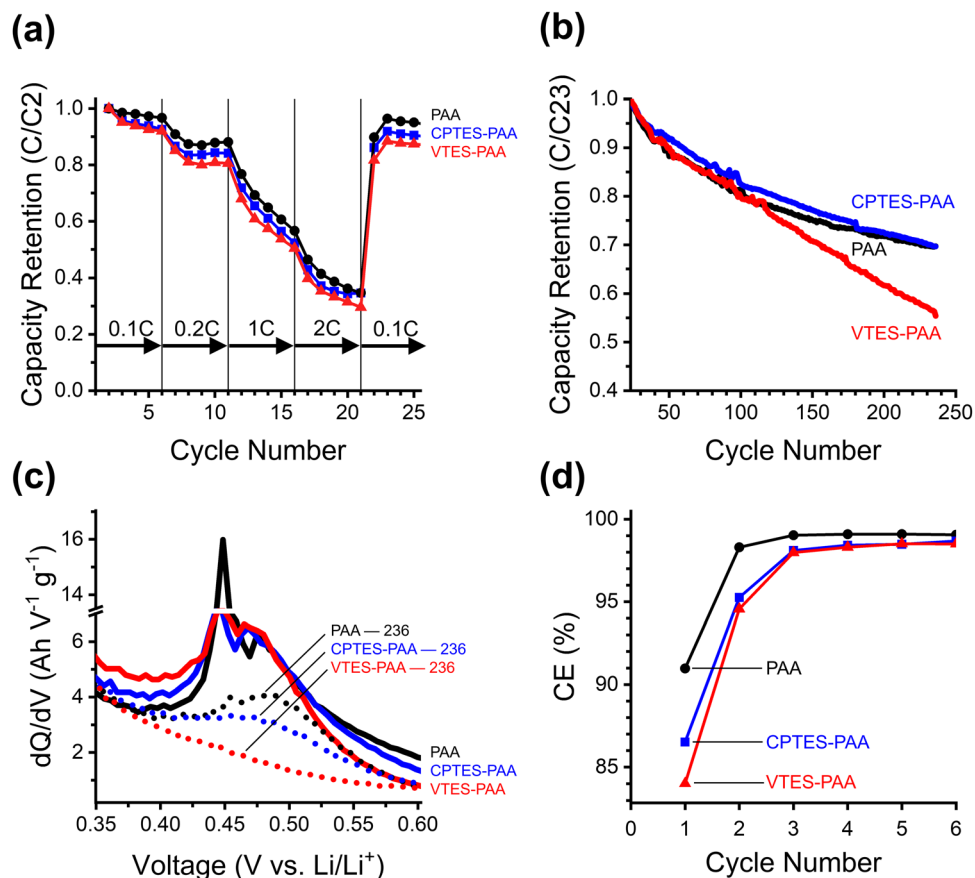 (a)
Capacity Retention (C/C2)
1.0
0.8
0.6
0.4
0.2
0.0
PAA
CPTES-PAA
VTES-PAA
0.1C 0.2C 1C 2C 0.1C
5 10 15 20 25
Cycle Number
(b)
Capacity Retention (C/C23)
1.0
0.9
0.8
0.7
0.6
0.5
0.4
CPTES-PAA
PAA
VTES-PAA
50 100 150 200 250
Cycle Number
(c)
dQ/dV (Ah V⁻¹ g⁻¹)
16
14
6
4
2
PAA — 236
CPTES-PAA — 236
VTES-PAA — 236
PAA
CPTES-PAA
VTES-PAA
0.35 0.40 0.45 0.50 0.55 0.60
Voltage (V vs. Li/Li⁺)
(d)
CE (%)
100
95
90
85
PAA
CPTES-PAA
VTES-PAA
0 1 2 3 4 5 6
Cycle Number